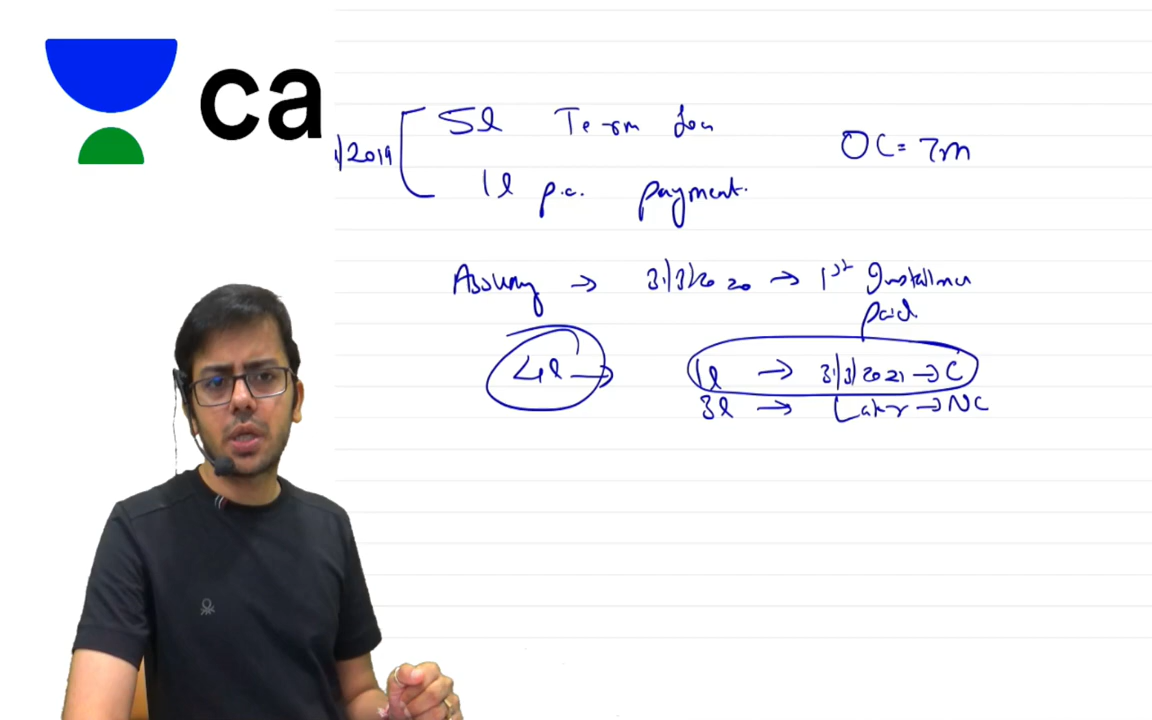 ca
5l Term loan
1/2019
OC = 7m
1l p.a. payment.
Assuming → 31/3/2020 → 1st Installmen
paid
4l → 1l → 31/3/2021 → C
3l → Later → NC